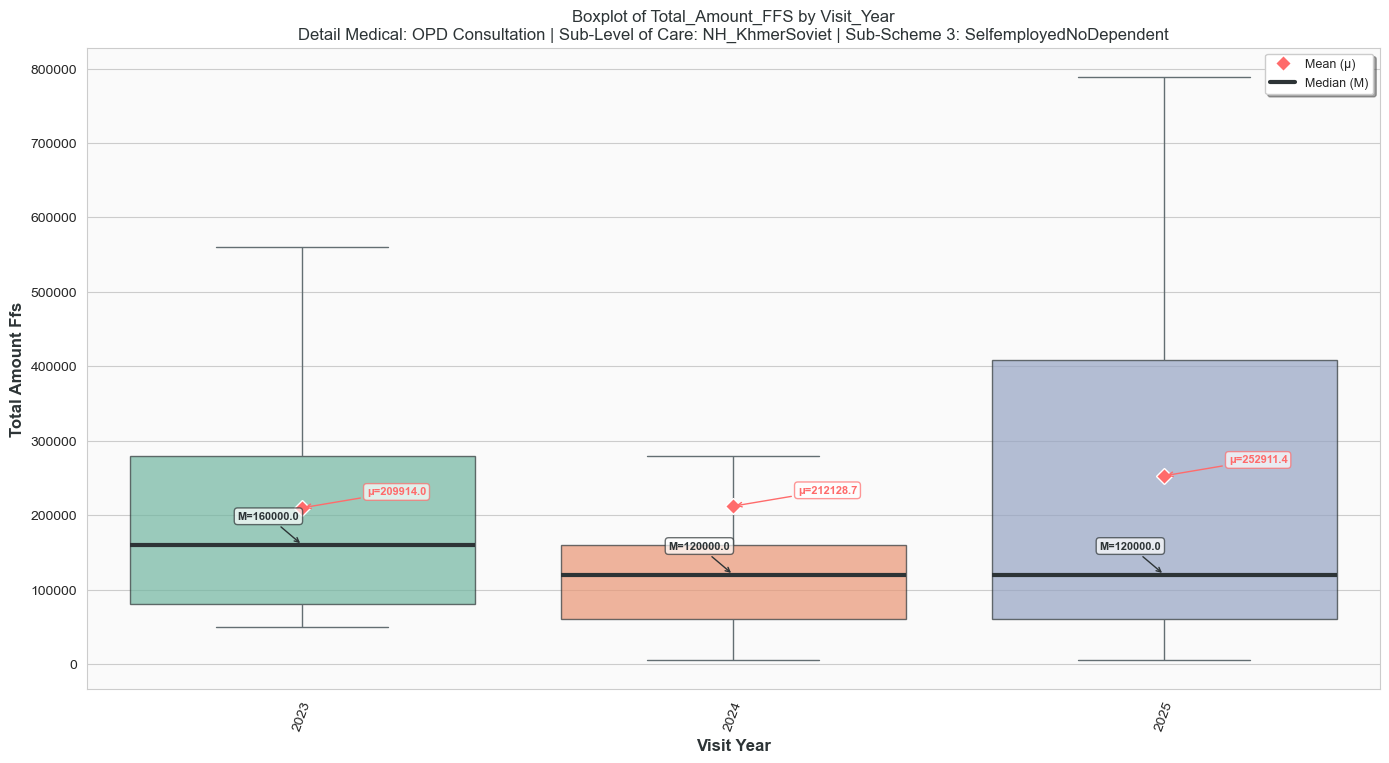 Boxplot of Total_Amount_FFS by Visit_Year
Detail Medical: OPD Consultation | Sub-Level of Care: NH_KhmerSoviet | Sub-Scheme 3: SelfemployedNoDependent
Mean (μ)
Median (M)
Total Amount Ffs
800000
700000
600000
500000
400000
300000
200000
100000
0
μ=209914.0
M=160000.0
μ=212128.7
M=120000.0
μ=252911.4
M=120000.0
2023
2024
2025
Visit Year